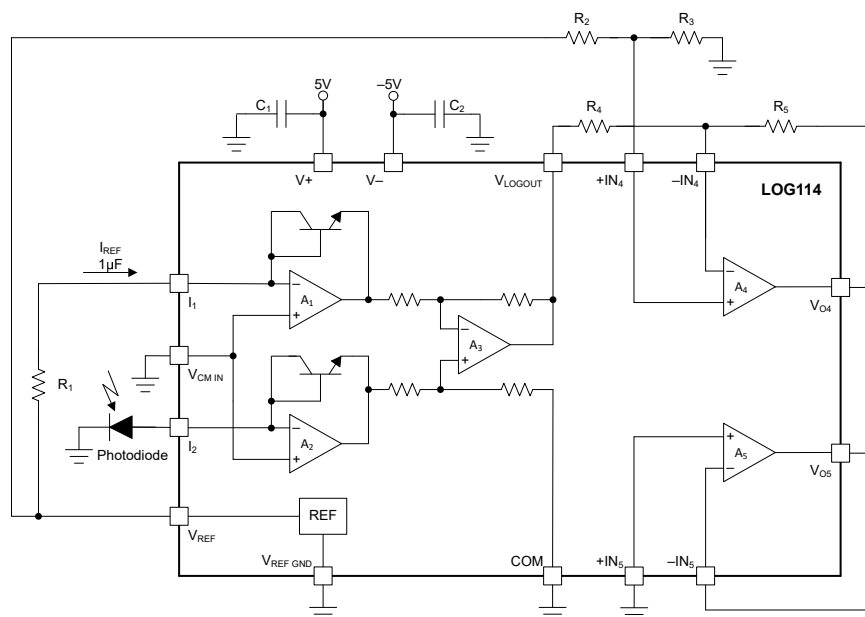 R2
R3
5V
–5V
C1
C2
R4
R5
V+
V–
VLOGOUT
+IN4
–IN4
LOG114
IREF
1µF
I1
A1
A4
VO4
A3
VCM IN
R1
I2
A2
Photodiode
A5
VO5
REF
VREF
VREF GND
COM
+IN5
–IN5